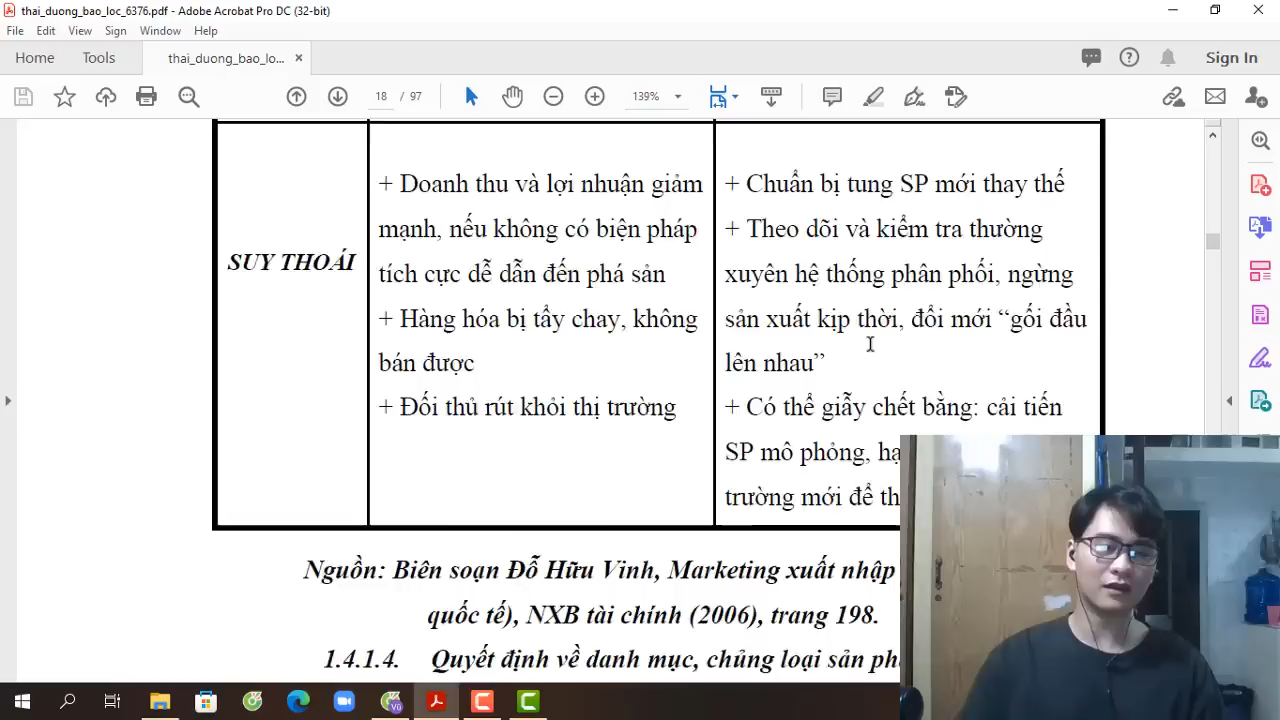 thai_duong_bao_loc_6376.pdf - Adobe Acrobat Pro DC (32-bit)
File Edit View Sign Window Help
Home Tools thai_duong_bao_lo... × Sign In
18 / 97 139%
SUY THOÁI
+ Doanh thu và lợi nhuận giảm
mạnh, nếu không có biện pháp
tích cực dễ dẫn đến phá sản
+ Hàng hóa bị tẩy chay, không
bán được
+ Đối thủ rút khỏi thị trường
+ Chuẩn bị tung SP mới thay thế
+ Theo dõi và kiểm tra thường
xuyên hệ thống phân phối, ngừng
sản xuất kịp thời, đổi mới “gối đầu
lên nhau”
+ Có thể giẫy chết bằng: cải tiến
SP mô phỏng, hạ
trường mới để th
Nguồn: Biên soạn Đỗ Hữu Vinh, Marketing xuất nhập
quốc tế), NXB tài chính (2006), trang 198.
1.4.1.4. Quyết định về danh mục, chủng loại sản ph